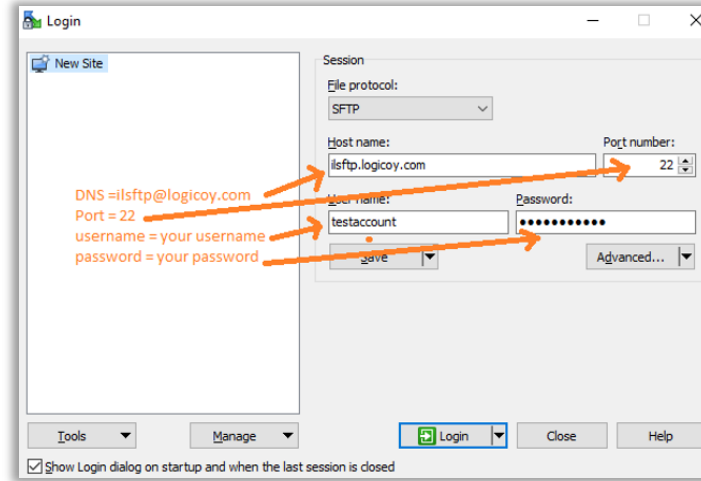 Login
New Site
Session
File protocol:
SFTP
Host name:
Port number:
ilsftp.logicoy.com
22
DNS =ilsftp@logicoy.com
Port = 22
username = your username
password = your password
User name:
Password:
testaccount
Save
Advanced...
Tools
Manage
Login
Close
Help
Show Login dialog on startup and when the last session is closed